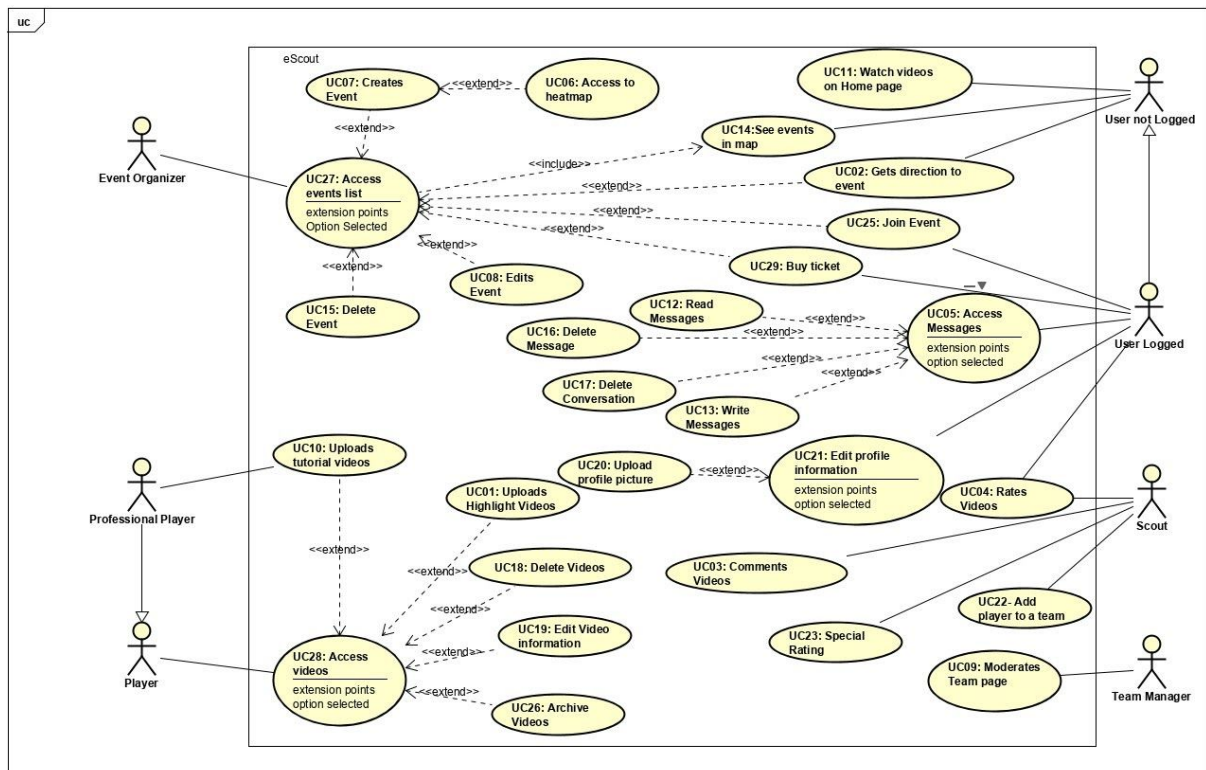 uc
eScout
UC07: Creates
Event
<<extend>>
UC06: Access to
heatmap
UC11: Watch videos
on Home page
User not Logged
<<extend>>
UC14:See events
in map
Event Organizer
UC27: Access
events list
extension points
Option Selected
<<include>>
UC02: Gets direction to
event
<<extend>>
<<extend>>
UC25: Join Event
<<extend>>
<<extend>>
UC29: Buy ticket
<<extend>>
UC08: Edits
Event
UC15: Delete
Event
UC12: Read
Messages
<<extend>>
UC05: Access
Messages
extension points
option selected
User Logged
UC16: Delete
Message
<<extend>>
UC17: Delete
Conversation
<<extend>>
<<extend>>
UC13: Write
Messages
UC10: Uploads
tutorial videos
Professional Player
UC20: Upload
profile picture
<<extend>>
UC21: Edit profile
information
extension points
option selected
UC01: Uploads
Highlight Videos
UC04: Rates
Videos
Scout
<<extend>>
<<extend>>
UC18: Delete Videos
UC03: Comments
Videos
<<extend>>
UC22- Add
player to a team
UC19: Edit Video
information
<<extend>>
UC23: Special
Rating
Player
UC28: Access
videos
extension points
option selected
<<extend>>
UC26: Archive
Videos
UC09: Moderates
Team page
Team Manager